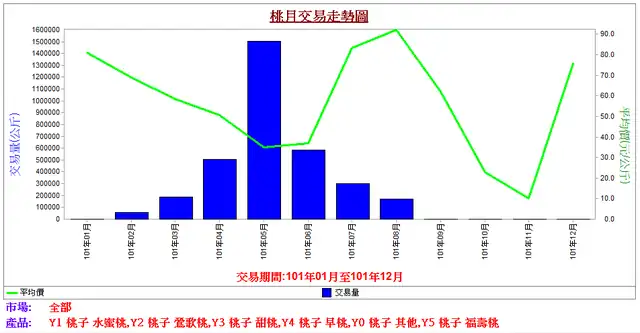 桃月交易走勢圖
交易量(公斤)
1600000
1500000
1400000
1300000
1200000
1100000
1000000
900000
800000
700000
600000
500000
400000
300000
200000
100000
0
90.0
80.0
70.0
60.0
50.0
40.0
30.0
20.0
10.0
0.0
平均價(元/公斤)
101年01月
101年02月
101年03月
101年04月
101年05月
101年06月
101年07月
101年08月
101年09月
101年10月
101年11月
101年12月
交易期間:101年01月至101年12月
平均價 交易量
市場: 全部
產品: Y1 桃子 水蜜桃,Y2 桃子 鶯歌桃,Y3 桃子 甜桃,Y4 桃子 早桃,Y0 桃子 其他,Y5 桃子 福壽桃